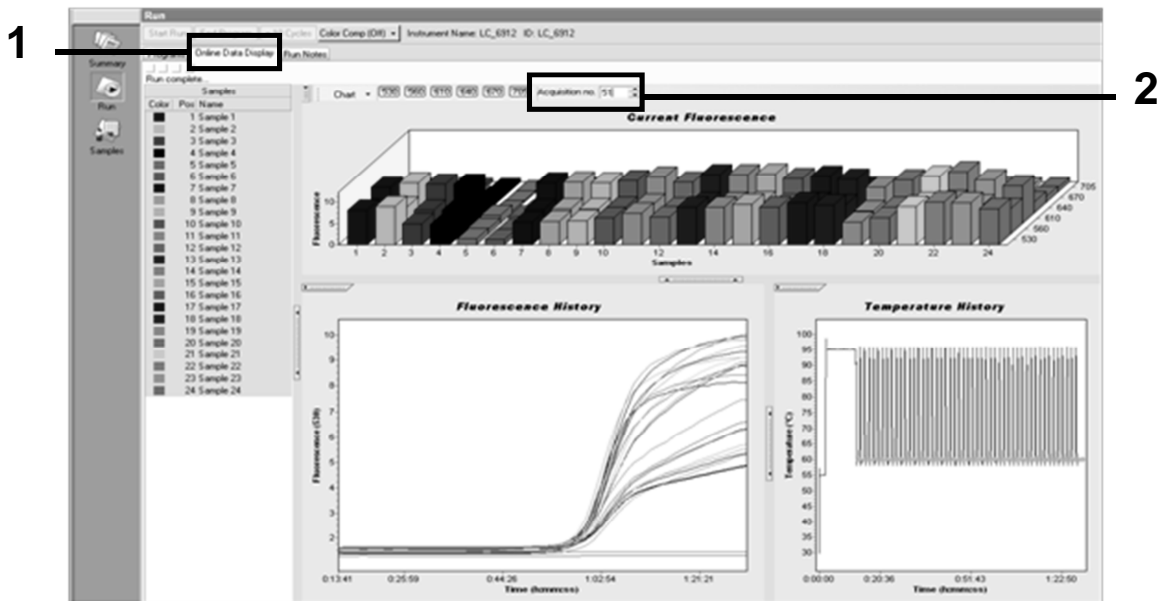 1
2
Run
Start Run Cycles Color Comp (Off) Instrument Name: LC_6912 ID: LC_6912
Online Data Display Run Notes
Summary
Run
Samples
Run complete...
Samples
Color Pos Name
1 Sample 1
2 Sample 2
3 Sample 3
4 Sample 4
5 Sample 5
6 Sample 6
7 Sample 7
8 Sample 8
9 Sample 9
10 Sample 10
11 Sample 11
12 Sample 12
13 Sample 13
14 Sample 14
15 Sample 15
16 Sample 16
17 Sample 17
18 Sample 18
19 Sample 19
20 Sample 20
21 Sample 21
22 Sample 22
23 Sample 23
24 Sample 24
Chart 530 560 610 640 670 705 Acquisition no. 51
Current Fluorescence
Fluorescence
10
5
0
1 2 3 4 5 6 7 8 9 10 12 14 16 18 20 22 24
Samples
705
670
640
610
560
530
Fluorescence History
Fluorescence (530)
10
9
8
7
6
5
4
3
2
0:13:41 0:25:59 0:44:26 1:02:54 1:21:21
Time (h:mm:ss)
Temperature History
Temperature (°C)
100
95
90
85
80
75
70
65
60
55
50
45
40
35
30
0:00:00 0:20:36 0:51:43 1:22:50
Time (h:mm:ss)